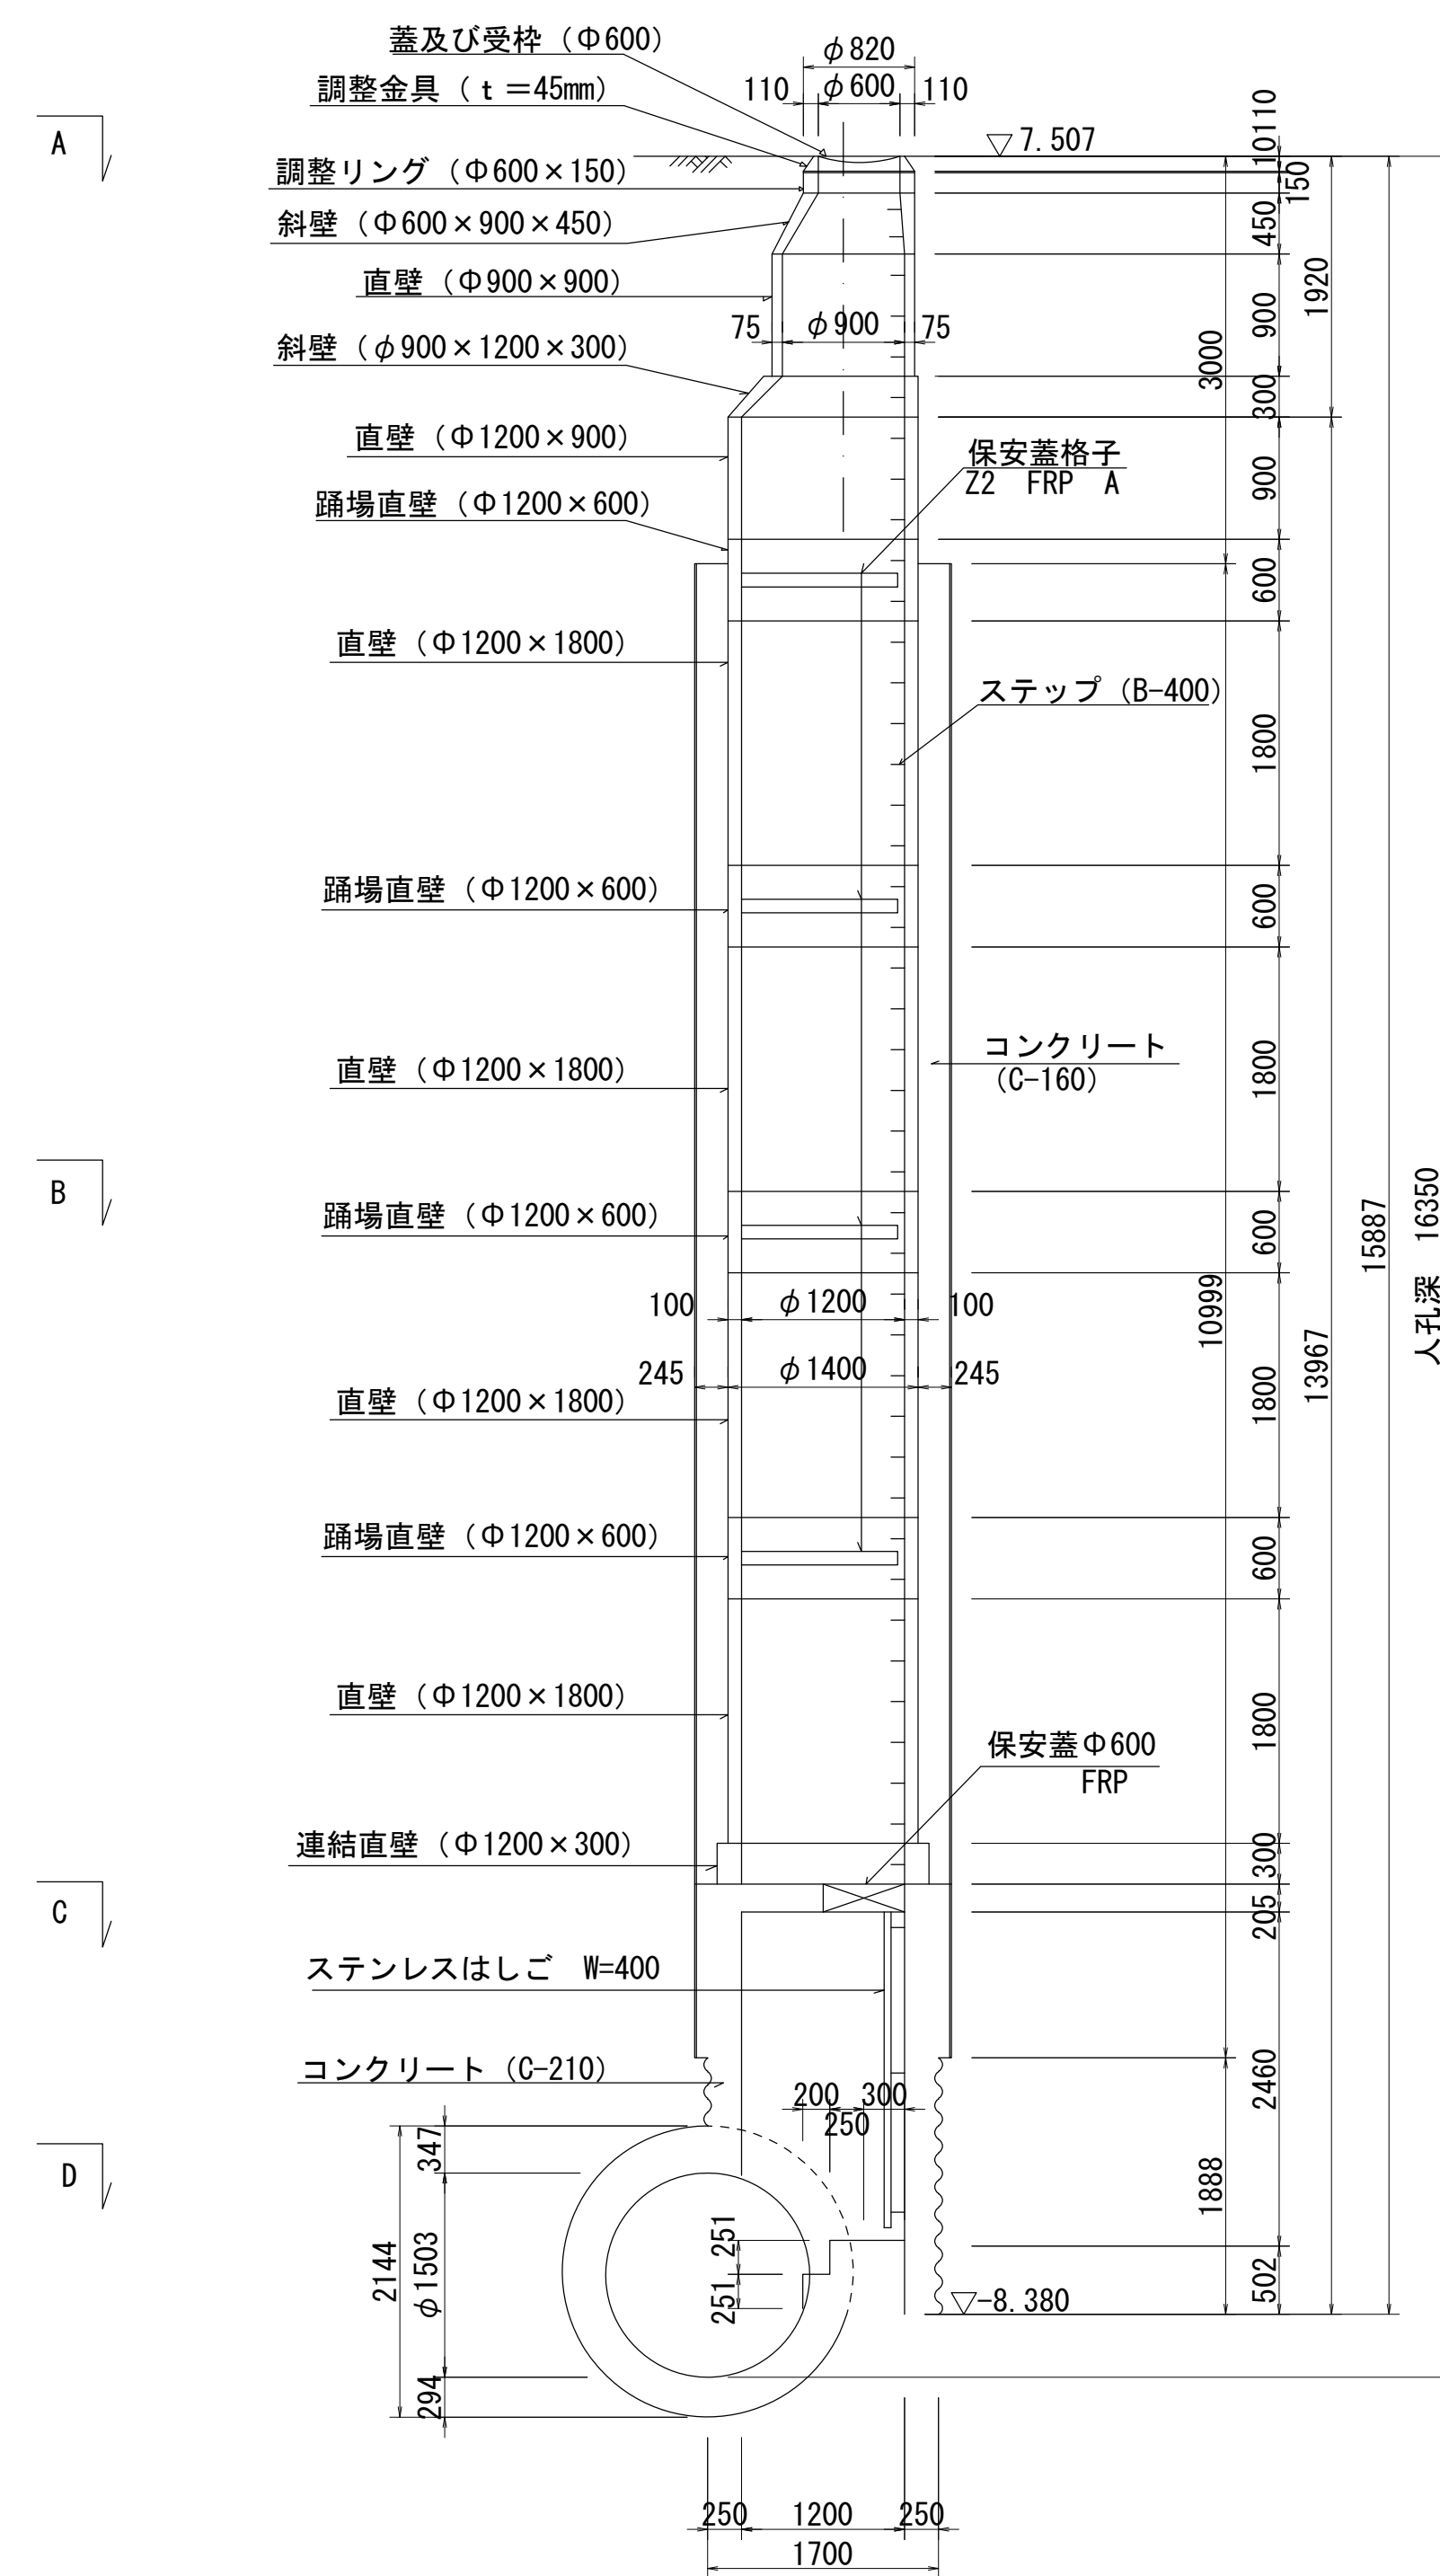 蓋及び受枠（Φ600）
調整金具（ｔ＝45mm）
調整リング（Φ600×150）
斜壁（Φ600×900×450）
直壁（Φ900×900）
斜壁（φ900×1200×300）
直壁（Φ1200×900）
踊場直壁（Φ1200×600）
直壁（Φ1200×1800）
踊場直壁（Φ1200×600）
直壁（Φ1200×1800）
踊場直壁（Φ1200×600）
直壁（Φ1200×1800）
踊場直壁（Φ1200×600）
直壁（Φ1200×1800）
連結直壁（Φ1200×300）
ステンレスはしご　W=400
コンクリート（C-210）
A
B
C
D
φ820
110 φ600 110
7.507
75 φ900 75
保安蓋格子
Z2　FRP　A
ステップ（B-400）
コンクリート
（C-160）
100 φ1200 100
245 φ1400 245
保安蓋Φ600
FRP
200 300
250
251
251
-8.380
347
φ1503
294
2144
250 1200 250
1700
3000
10999
1888
10110
150
450
900
300
900
600
1800
600
1800
600
1800
600
1800
300
205
2460
502
1920
13967
15887
人孔深　16350